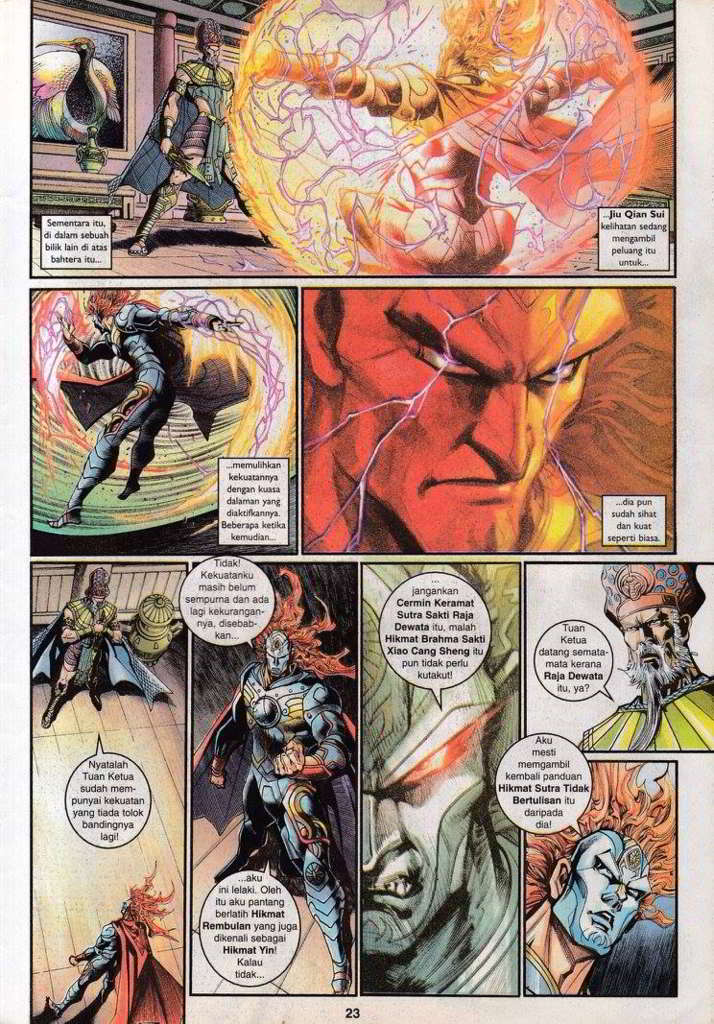 Sementara itu,
di dalam sebuah
bilik lain di atas
bahtera itu...
...Jiu Qian Sui
kelihatan sedang
mengambil
peluang itu
untuk...
...memulihkan
kekuatannya
dengan kuasa
dalaman yang
diaktifkannya.
Beberapa ketika
kemudian...
...dia pun
sudah sihat
dan kuat
seperti biasa.
Nyatalah
Tuan Ketua
sudah mem-
punyai kekuatan
yang tiada tolok
bandingnya
lagi!
Tidak!
Kekuatanku
masih belum
sempurna dan ada
lagi kekurangan-
nya, disebab-
kan...
...aku
ini lelaki. Oleh
itu aku pantang
berlatih Hikmat
Rembulan yang juga
dikenali sebagai
Hikmat Yin!
Kalau
tidak...
...
jangankan
Cermin Keramat
Sutra Sakti Raja
Dewata itu, malah
Hikmat Brahma Sakti
Xiao Cang Sheng itu
pun tidak perlu
kutakut!
Tuan
Ketua
datang semata-
mata kerana
Raja Dewata
itu, ya?
Aku
mesti
mengambil
kembali panduan
Hikmat Sutra Tidak
Bertulisan itu
daripada
dia!
23